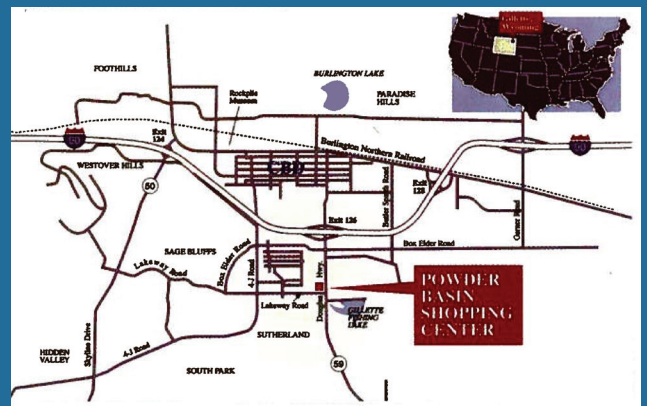 Gillette,
Wyoming
FOOTHILLS
BURLINGTON LAKE
Rockpile
Museum
PARADISE
HILLS
90
Exit
124
Burlington Northern Railroad
90
WESTOVER HILLS
CBD
50
Butler Spaeth Road
Exit
128
Garner Road
Exit 126
SAGE BLUFFS
Box Elder Road
Box Elder Road
4-J Road
Douglas Hwy.
Lakeway Road
Lakeway Road
POWDER
BASIN
SHOPPING
CENTER
GILLETTE
FISHING
LAKE
SUTHERLAND
Skyline Drive
HIDDEN
VALLEY
4-J Road
SOUTH PARK
59